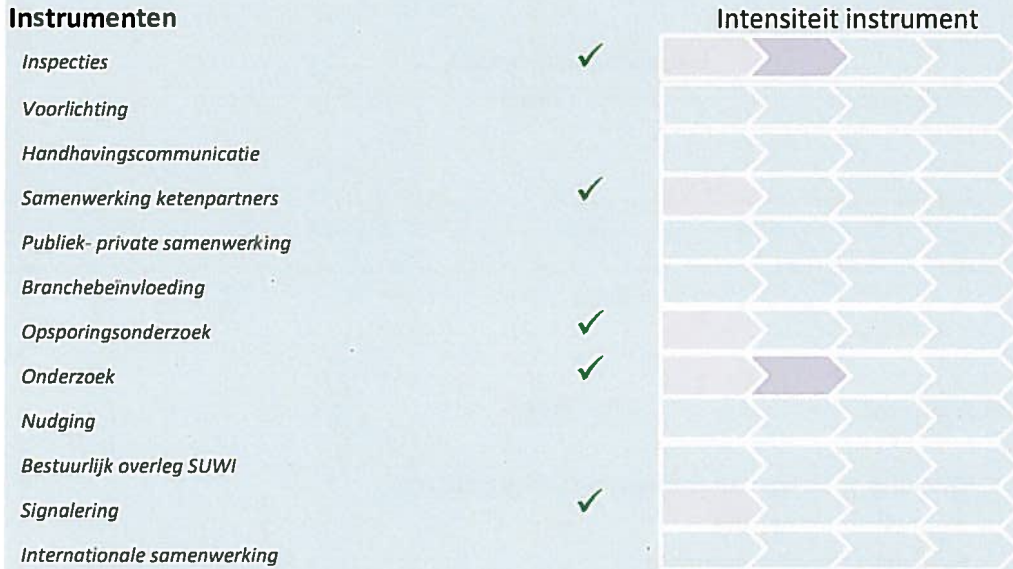 Instrumenten Intensiteit instrument
Inspecties ✓
Voorlichting
Handhavingscommunicatie
Samenwerking ketenpartners ✓
Publiek- private samenwerking
Branchebeïnvloeding
Opsporingsonderzoek ✓
Onderzoek ✓
Nudging
Bestuurlijk overleg SUWI
Signalering ✓
Internationale samenwerking